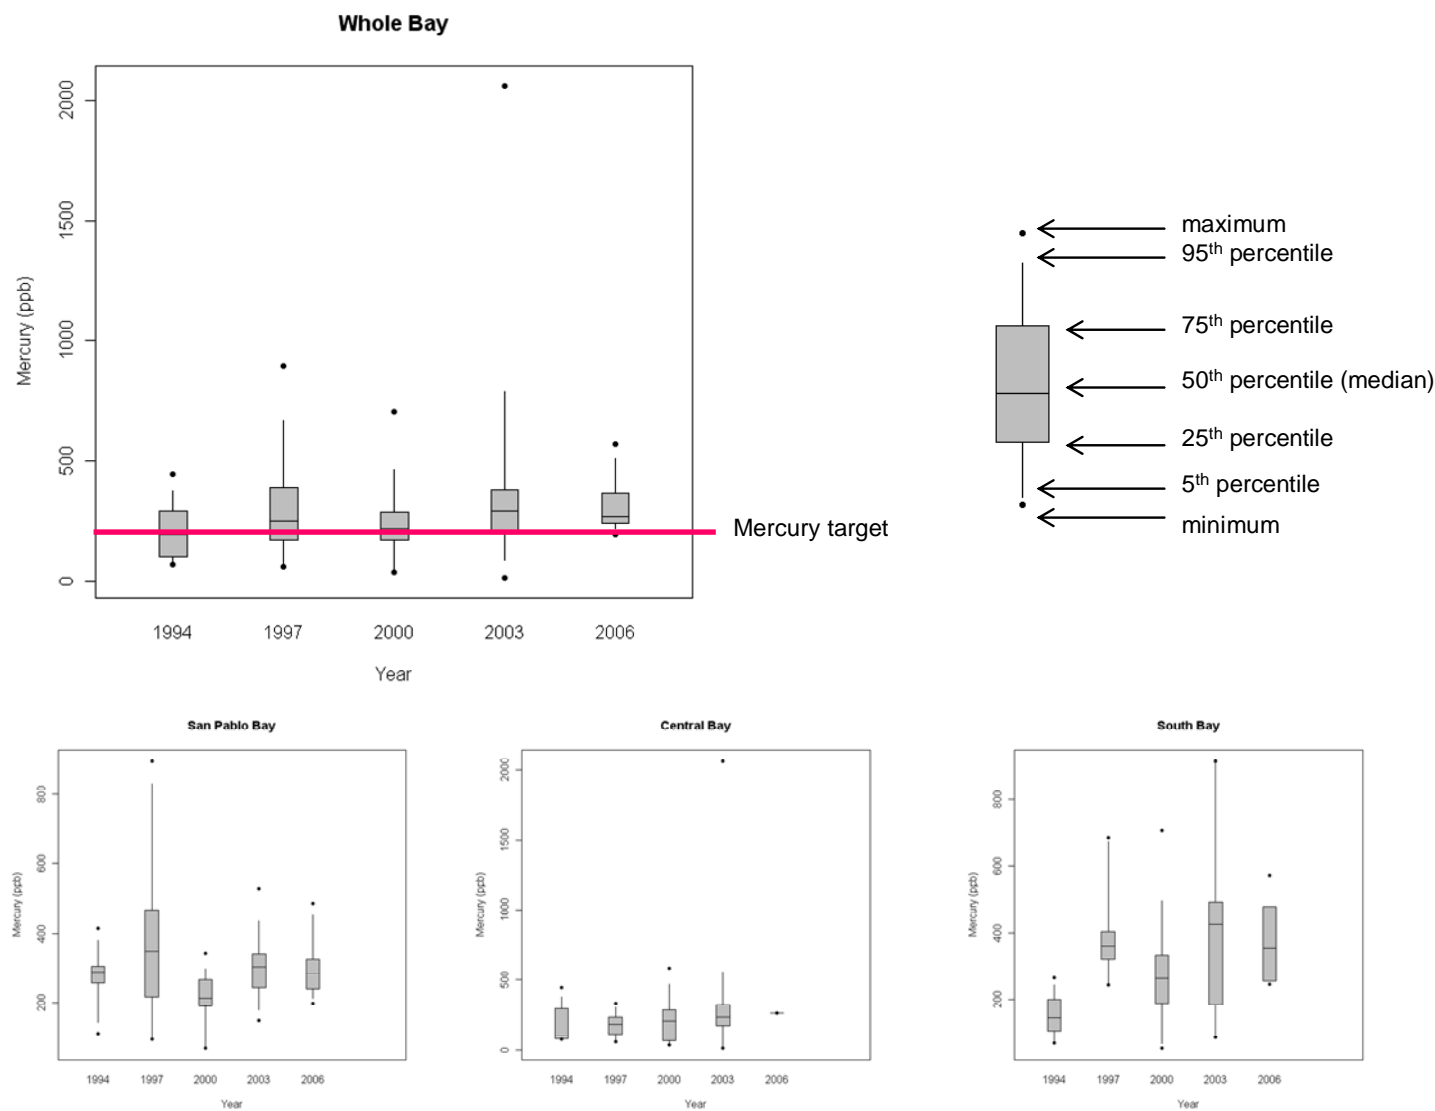 Whole Bay
2000
1500
1000
500
0
Mercury (ppb)
1994 1997 2000 2003 2006
Year
Mercury target
maximum
95th percentile
75th percentile
50th percentile (median)
25th percentile
5th percentile
minimum
San Pablo Bay
800
600
400
200
Mercury (ppb)
1994 1997 2000 2003 2006
Year
Central Bay
2000
1500
1000
500
0
Mercury (ppb)
1994 1997 2000 2003 2006
Year
South Bay
800
600
400
200
Mercury (ppb)
1994 1997 2000 2003 2006
Year